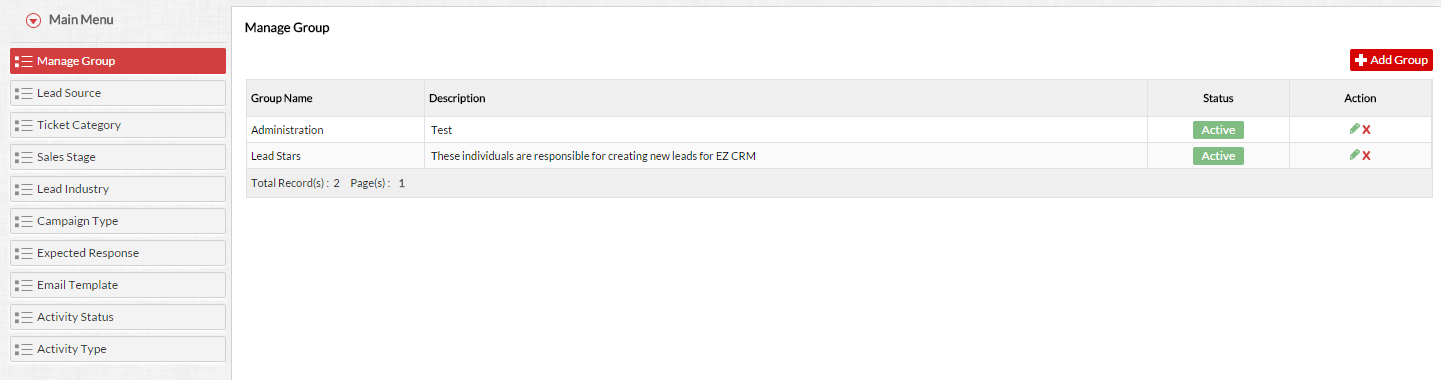 Main Menu
Manage Group
Lead Source
Ticket Category
Sales Stage
Lead Industry
Campaign Type
Expected Response
Email Template
Activity Status
Activity Type
Manage Group
Add Group
Group Name Description Status Action
Administration Test Active
Lead Stars These individuals are responsible for creating new leads for EZ CRM Active
Total Record(s) : 2 Page(s) : 1